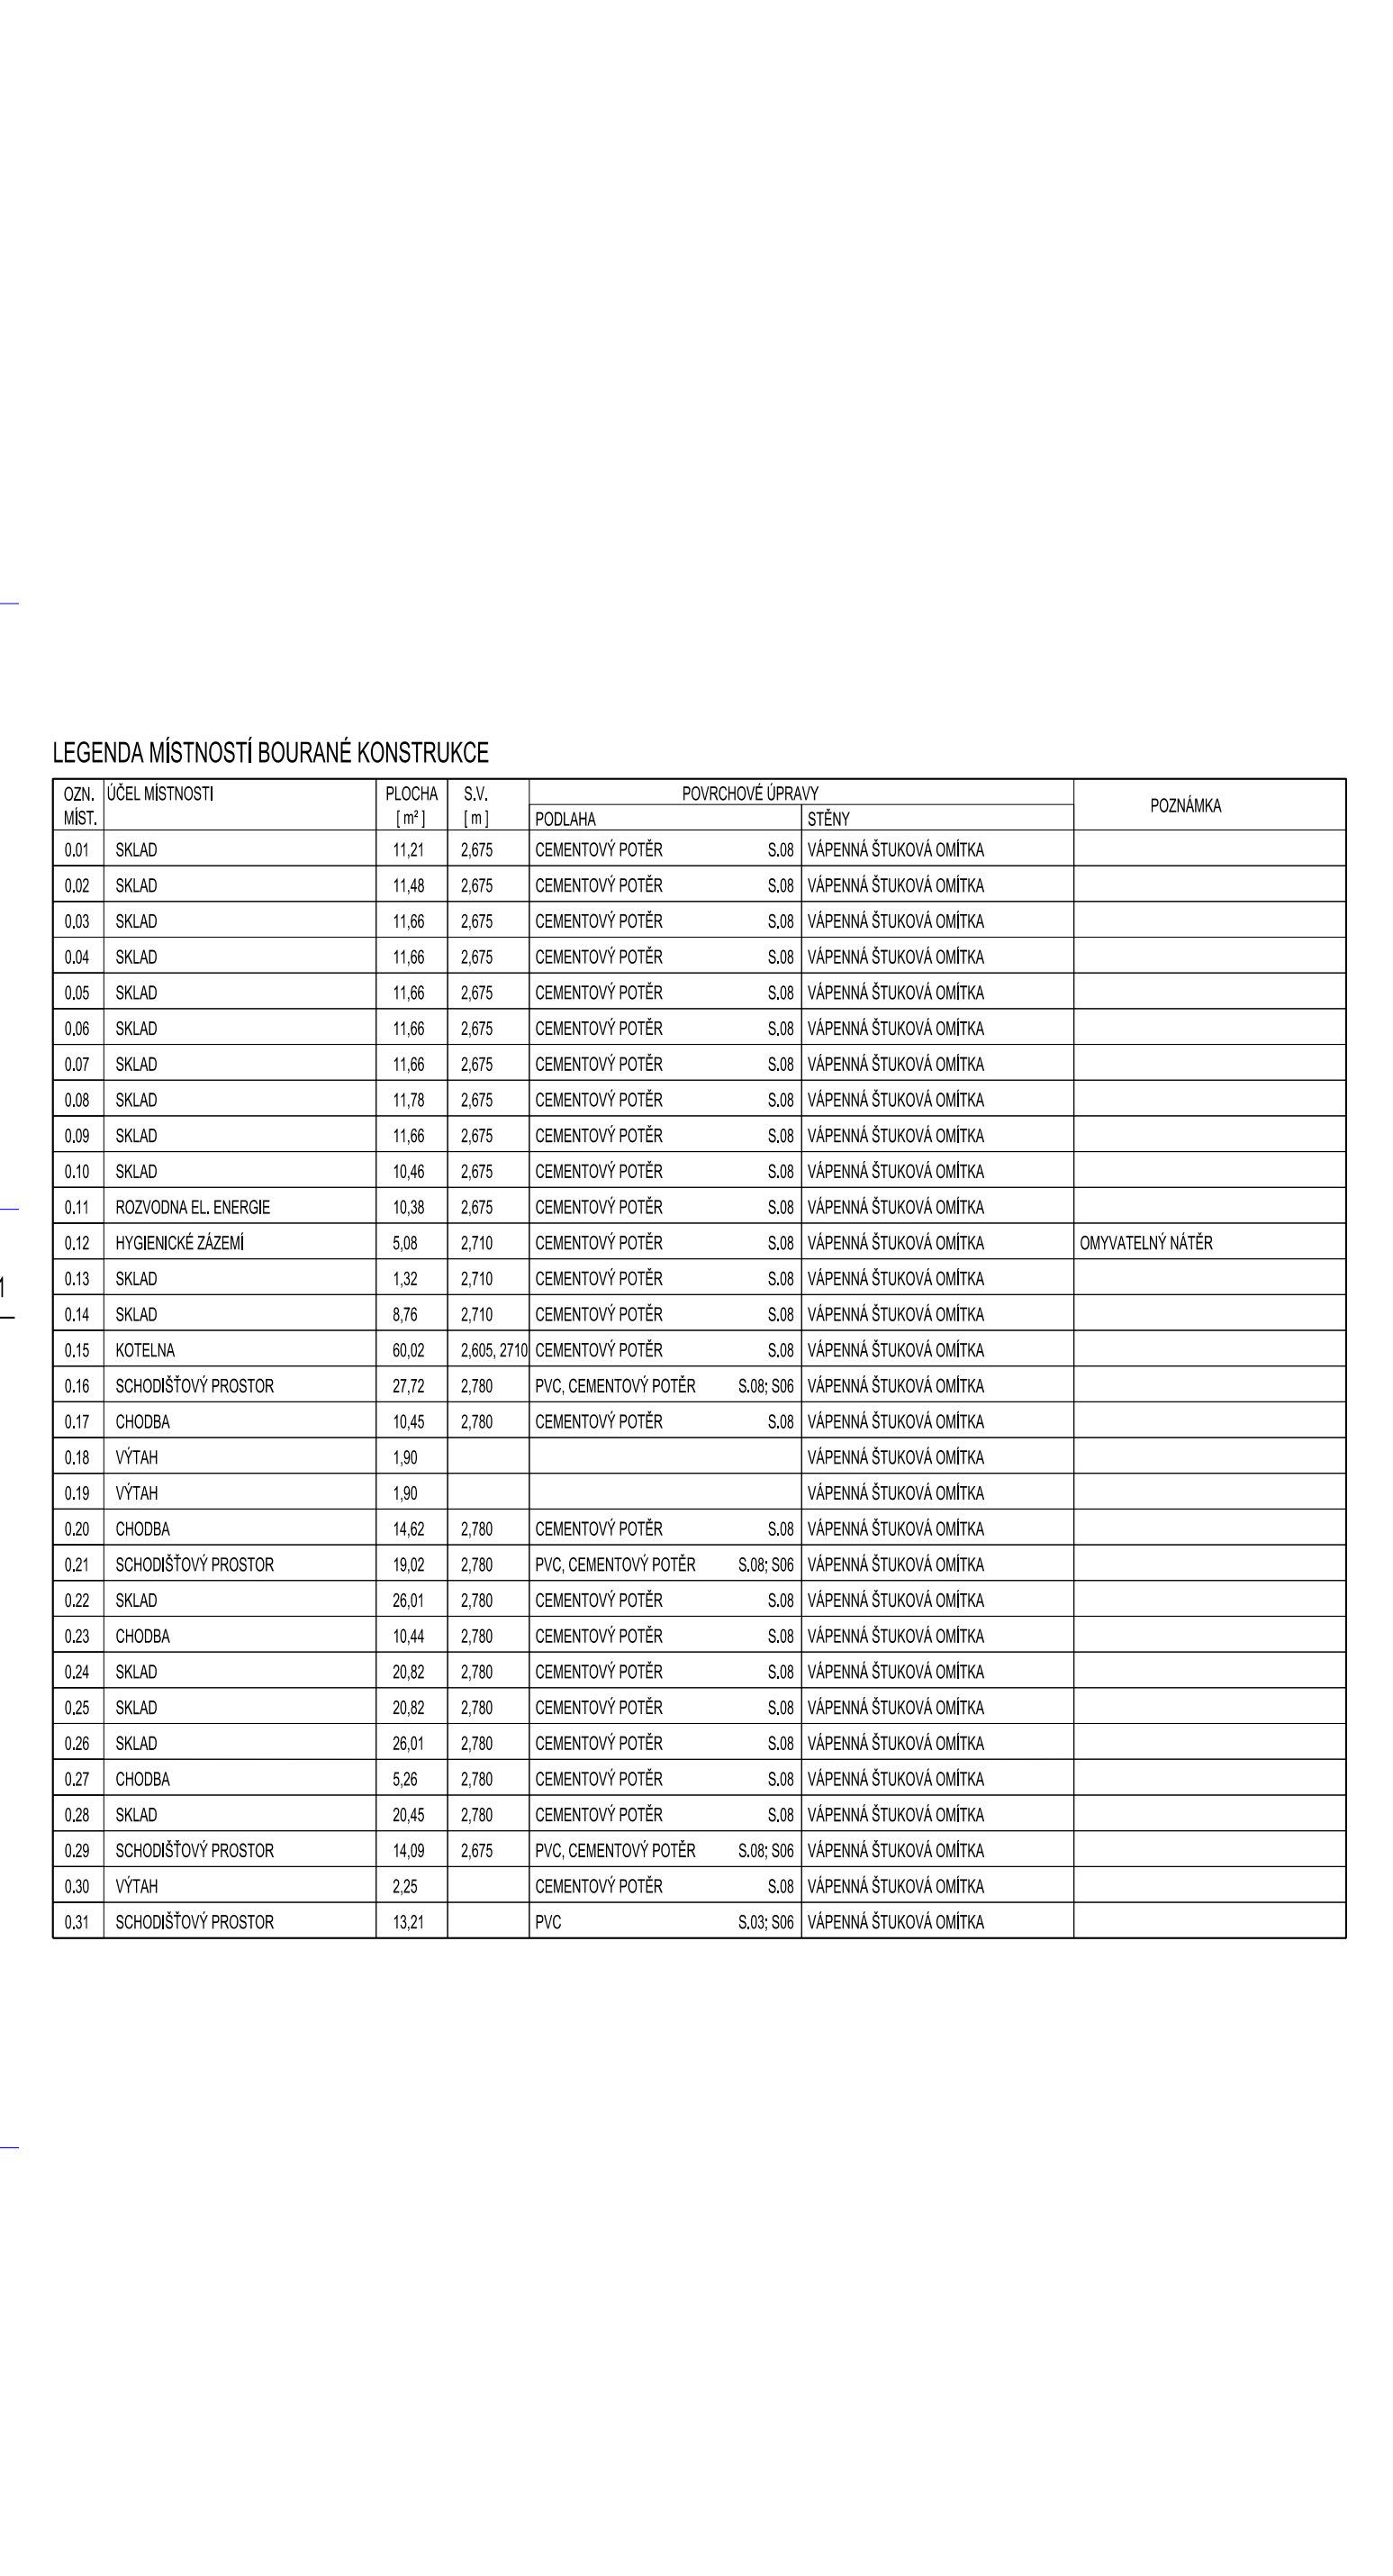 LEGENDA MÍSTNOSTÍ BOURANÉ KONSTRUKCE
OZN. MÍST. ÚČEL MÍSTNOSTI PLOCHA [ m² ] S.V. [ m ] POVRCHOVÉ ÚPRAVY POZNÁMKA
PODLAHA STĚNY
0.01 SKLAD 11,21 2,675 CEMENTOVÝ POTĚR S.08 VÁPENNÁ ŠTUKOVÁ OMÍTKA
0.02 SKLAD 11,48 2,675 CEMENTOVÝ POTĚR S.08 VÁPENNÁ ŠTUKOVÁ OMÍTKA
0.03 SKLAD 11,66 2,675 CEMENTOVÝ POTĚR S.08 VÁPENNÁ ŠTUKOVÁ OMÍTKA
0.04 SKLAD 11,66 2,675 CEMENTOVÝ POTĚR S.08 VÁPENNÁ ŠTUKOVÁ OMÍTKA
0.05 SKLAD 11,66 2,675 CEMENTOVÝ POTĚR S.08 VÁPENNÁ ŠTUKOVÁ OMÍTKA
0.06 SKLAD 11,66 2,675 CEMENTOVÝ POTĚR S.08 VÁPENNÁ ŠTUKOVÁ OMÍTKA
0.07 SKLAD 11,66 2,675 CEMENTOVÝ POTĚR S.08 VÁPENNÁ ŠTUKOVÁ OMÍTKA
0.08 SKLAD 11,78 2,675 CEMENTOVÝ POTĚR S.08 VÁPENNÁ ŠTUKOVÁ OMÍTKA
0.09 SKLAD 11,66 2,675 CEMENTOVÝ POTĚR S.08 VÁPENNÁ ŠTUKOVÁ OMÍTKA
0.10 SKLAD 10,46 2,675 CEMENTOVÝ POTĚR S.08 VÁPENNÁ ŠTUKOVÁ OMÍTKA
0.11 ROZVODNA EL. ENERGIE 10,38 2,675 CEMENTOVÝ POTĚR S.08 VÁPENNÁ ŠTUKOVÁ OMÍTKA
0.12 HYGIENICKÉ ZÁZEMÍ 5,08 2,710 CEMENTOVÝ POTĚR S.08 VÁPENNÁ ŠTUKOVÁ OMÍTKA OMYVATELNÝ NÁTĚR
0.13 SKLAD 1,32 2,710 CEMENTOVÝ POTĚR S.08 VÁPENNÁ ŠTUKOVÁ OMÍTKA
1
0.14 SKLAD 8,76 2,710 CEMENTOVÝ POTĚR S.08 VÁPENNÁ ŠTUKOVÁ OMÍTKA
0.15 KOTELNA 60,02 2,605, 2710 CEMENTOVÝ POTĚR S.08 VÁPENNÁ ŠTUKOVÁ OMÍTKA
0.16 SCHODIŠŤOVÝ PROSTOR 27,72 2,780 PVC, CEMENTOVÝ POTĚR S.08; S06 VÁPENNÁ ŠTUKOVÁ OMÍTKA
0.17 CHODBA 10,45 2,780 CEMENTOVÝ POTĚR S.08 VÁPENNÁ ŠTUKOVÁ OMÍTKA
0.18 VÝTAH 1,90 VÁPENNÁ ŠTUKOVÁ OMÍTKA
0.19 VÝTAH 1,90 VÁPENNÁ ŠTUKOVÁ OMÍTKA
0.20 CHODBA 14,62 2,780 CEMENTOVÝ POTĚR S.08 VÁPENNÁ ŠTUKOVÁ OMÍTKA
0.21 SCHODIŠŤOVÝ PROSTOR 19,02 2,780 PVC, CEMENTOVÝ POTĚR S.08; S06 VÁPENNÁ ŠTUKOVÁ OMÍTKA
0.22 SKLAD 26,01 2,780 CEMENTOVÝ POTĚR S.08 VÁPENNÁ ŠTUKOVÁ OMÍTKA
0.23 CHODBA 10,44 2,780 CEMENTOVÝ POTĚR S.08 VÁPENNÁ ŠTUKOVÁ OMÍTKA
0.24 SKLAD 20,82 2,780 CEMENTOVÝ POTĚR S.08 VÁPENNÁ ŠTUKOVÁ OMÍTKA
0.25 SKLAD 20,82 2,780 CEMENTOVÝ POTĚR S.08 VÁPENNÁ ŠTUKOVÁ OMÍTKA
0.26 SKLAD 26,01 2,780 CEMENTOVÝ POTĚR S.08 VÁPENNÁ ŠTUKOVÁ OMÍTKA
0.27 CHODBA 5,26 2,780 CEMENTOVÝ POTĚR S.08 VÁPENNÁ ŠTUKOVÁ OMÍTKA
0.28 SKLAD 20,45 2,780 CEMENTOVÝ POTĚR S.08 VÁPENNÁ ŠTUKOVÁ OMÍTKA
0.29 SCHODIŠŤOVÝ PROSTOR 14,09 2,675 PVC, CEMENTOVÝ POTĚR S.08; S06 VÁPENNÁ ŠTUKOVÁ OMÍTKA
0.30 VÝTAH 2,25 CEMENTOVÝ POTĚR S.08 VÁPENNÁ ŠTUKOVÁ OMÍTKA
0.31 SCHODIŠŤOVÝ PROSTOR 13,21 PVC S.03; S06 VÁPENNÁ ŠTUKOVÁ OMÍTKA